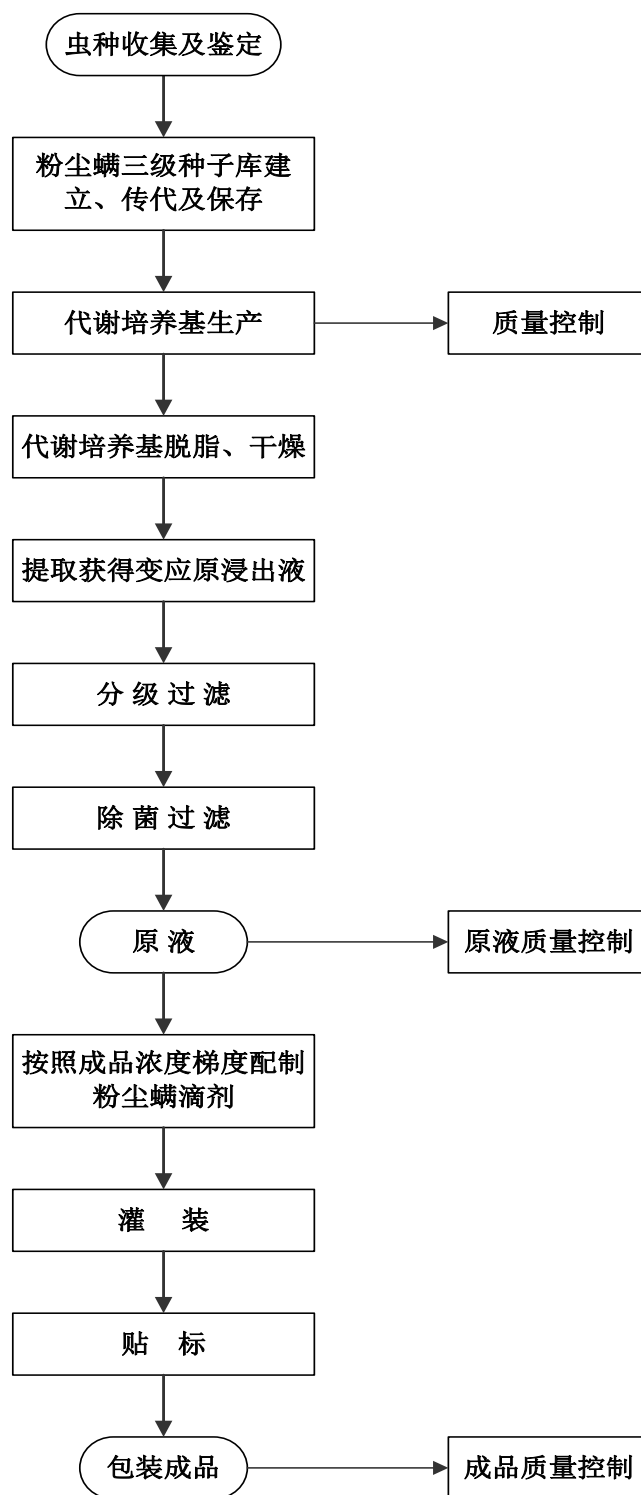 虫种收集及鉴定
粉尘螨三级种子库建
立、传代及保存
代谢培养基生产
质量控制
代谢培养基脱脂、干燥
提取获得变应原浸出液
分 级 过 滤
除 菌 过 滤
原 液
原液质量控制
按照成品浓度梯度配制
粉尘螨滴剂
灌 装
贴 标
包装成品
成品质量控制